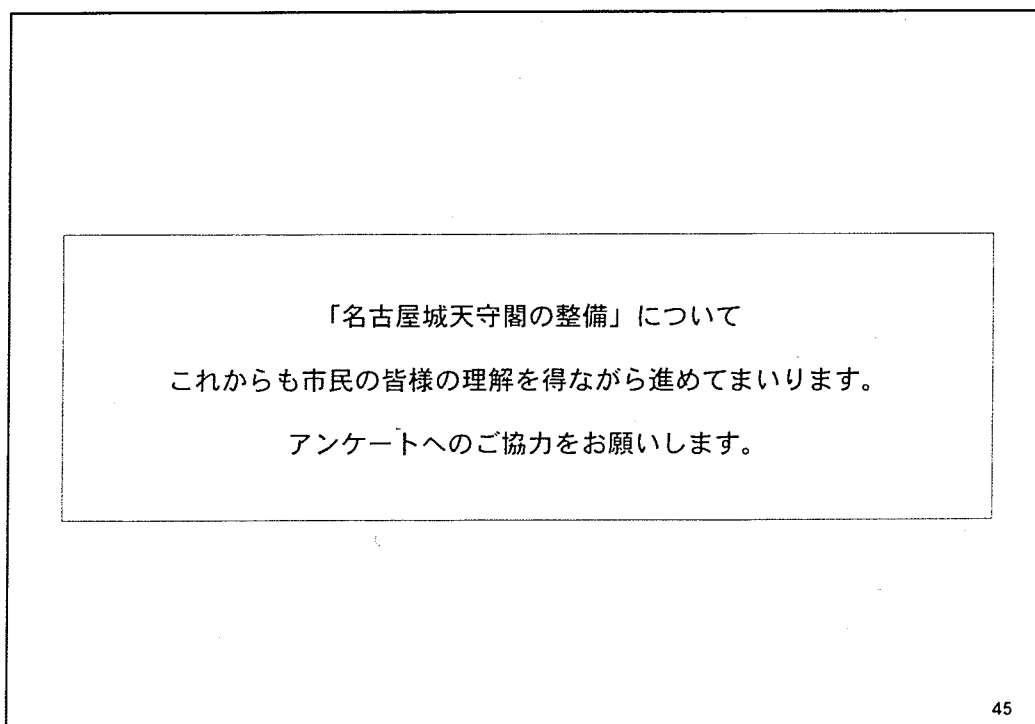 「名古屋城天守閣の整備」について
これからも市民の皆様の理解を得ながら進めてまいります。
アンケートへのご協力をお願いします。
45